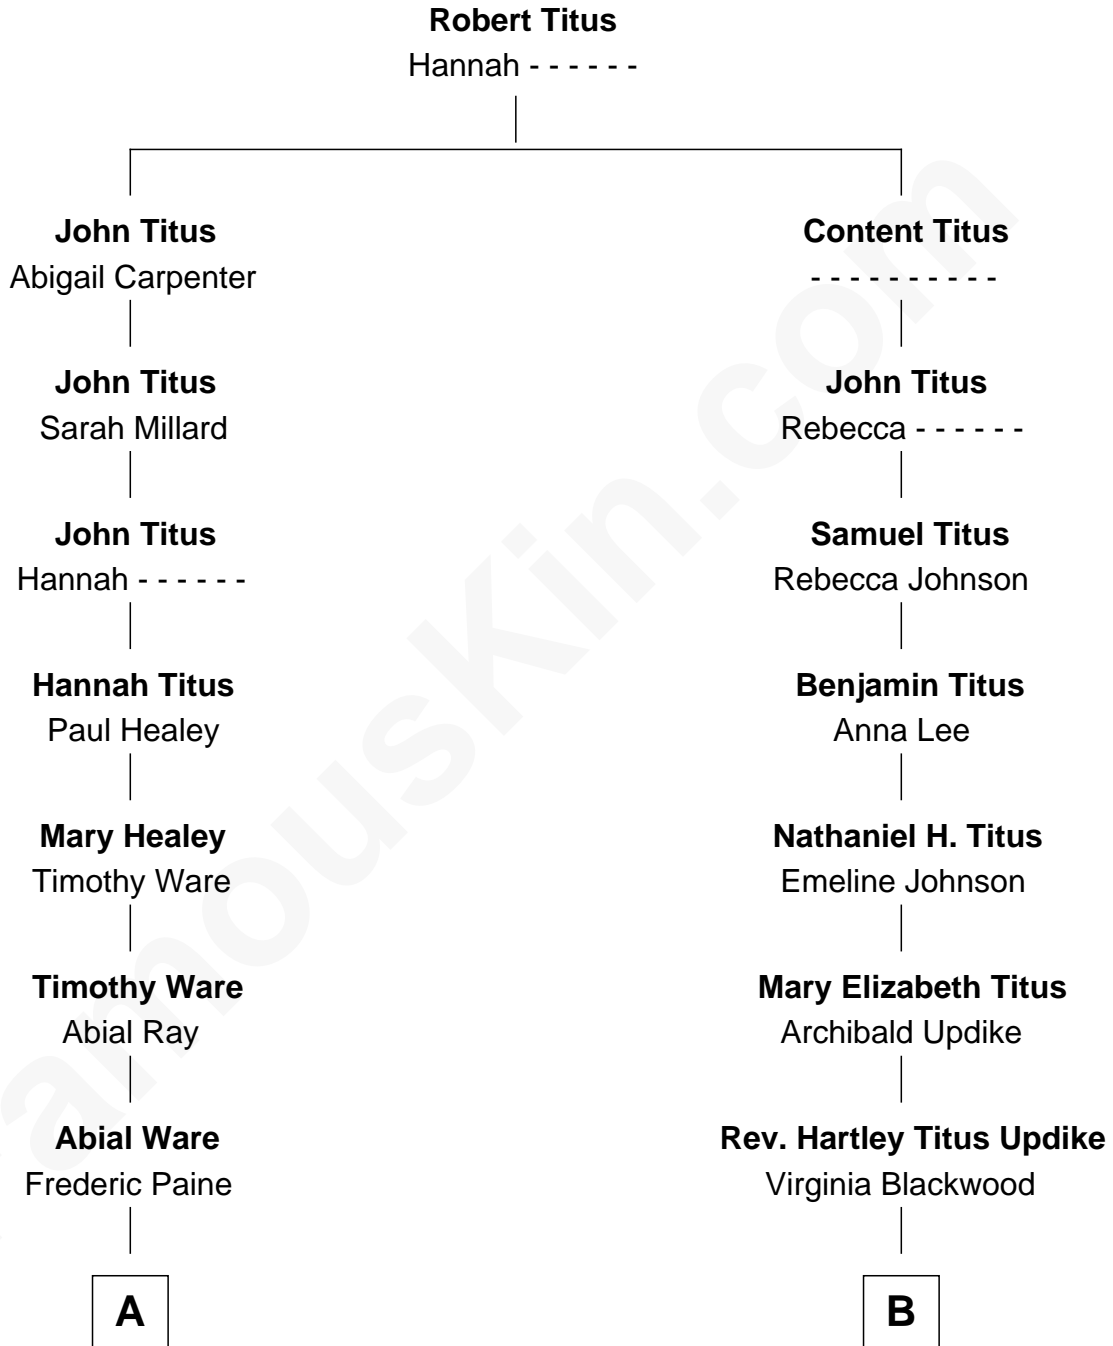 Robert Titus
Hannah - - - - - -
John Titus
Abigail Carpenter
Content Titus
- - - - - - - - - -
John Titus
Sarah Millard
John Titus
Rebecca - - - - - -
John Titus
Hannah - - - - - -
Samuel Titus
Rebecca Johnson
Hannah Titus
Paul Healey
Benjamin Titus
Anna Lee
Mary Healey
Timothy Ware
Nathaniel H. Titus
Emeline Johnson
Timothy Ware
Abial Ray
Mary Elizabeth Titus
Archibald Updike
Abial Ware
Frederic Paine
Rev. Hartley Titus Updike
Virginia Blackwood
A
B
famouskin.com